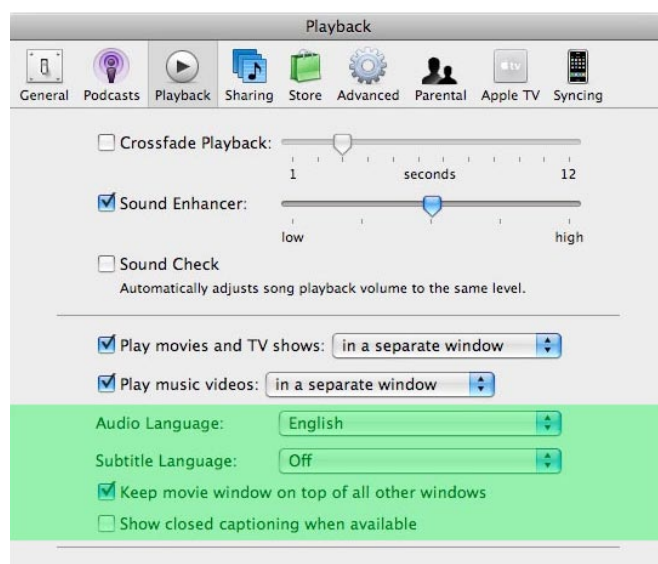 Playback
General Podcasts Playback Sharing Store Advanced Parental Apple TV Syncing
Crossfade Playback:
1 seconds 12
Sound Enhancer:
low high
Sound Check
Automatically adjusts song playback volume to the same level.
Play movies and TV shows: in a separate window
Play music videos: in a separate window
Audio Language: English
Subtitle Language: Off
Keep movie window on top of all other windows
Show closed captioning when available